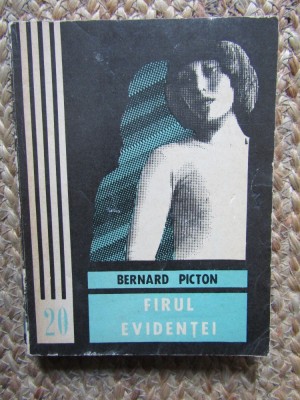 BERNARD PICTON
FIRUL
EVIDENȚEI
20